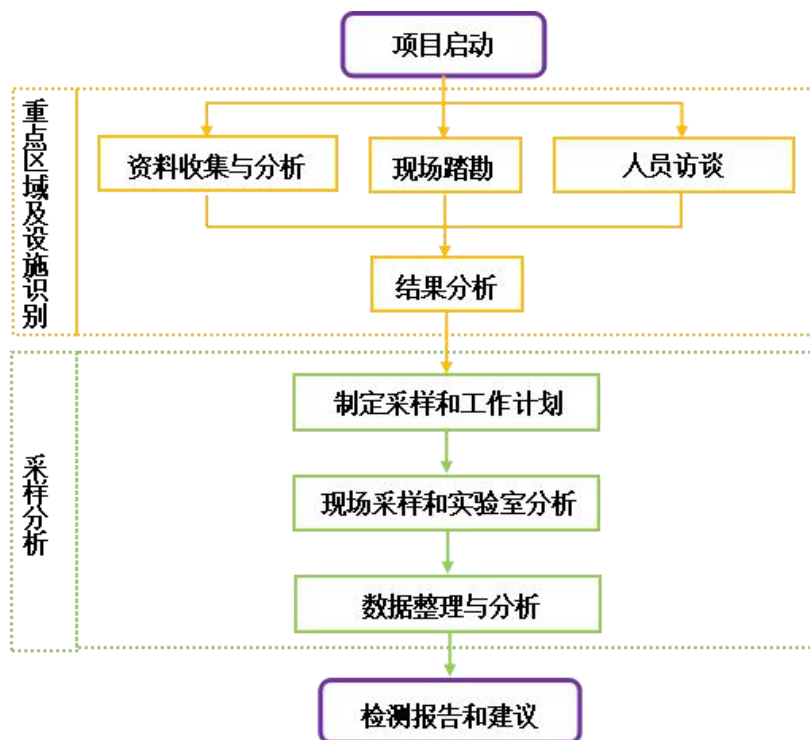 项目启动
重点区域及设施识别
资料收集与分析
现场踏勘
人员访谈
结果分析
采样分析
制定采样和工作计划
现场采样和实验室分析
数据整理与分析
检测报告和建议